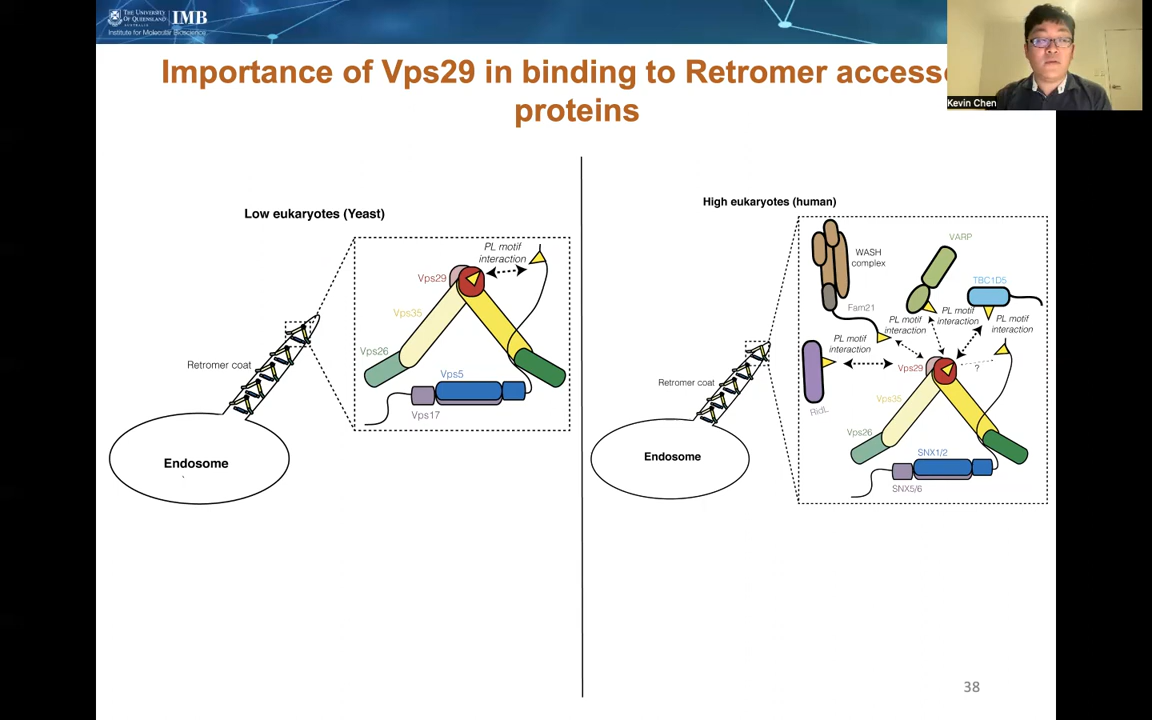 THE UNIVERSITY
OF QUEENSLAND
AUSTRALIA
IMB
Institute for Molecular Bioscience
Importance of Vps29 in binding to Retromer access
proteins
Kevin Chen
Low eukaryotes (Yeast)
PL motif
interaction
Vps29
Vps35
Vps26
Retromer coat
Vps5
Vps17
Endosome
High eukaryotes (human)
WASH
complex
VARP
TBC1D5
Fam21
PL motif
interaction
PL motif
interaction
PL motif
interaction
PL motif
interaction
Vps29
?
Retromer coat
Vps35
RidL
Vps26
SNX1/2
SNX5/6
Endosome
38